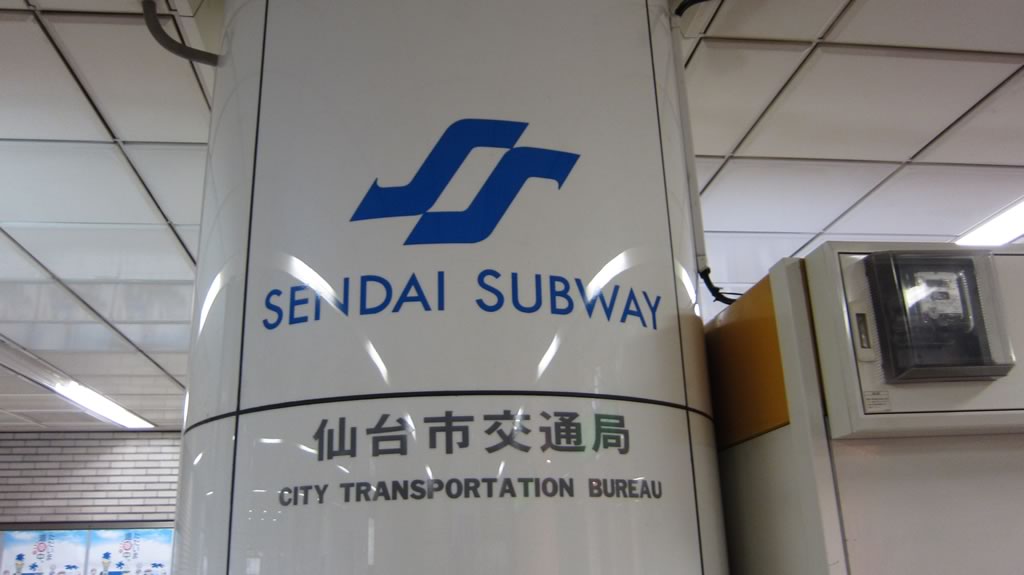 SENDAI SUBWAY
仙台市交通局
CITY TRANSPORTATION BUREAU